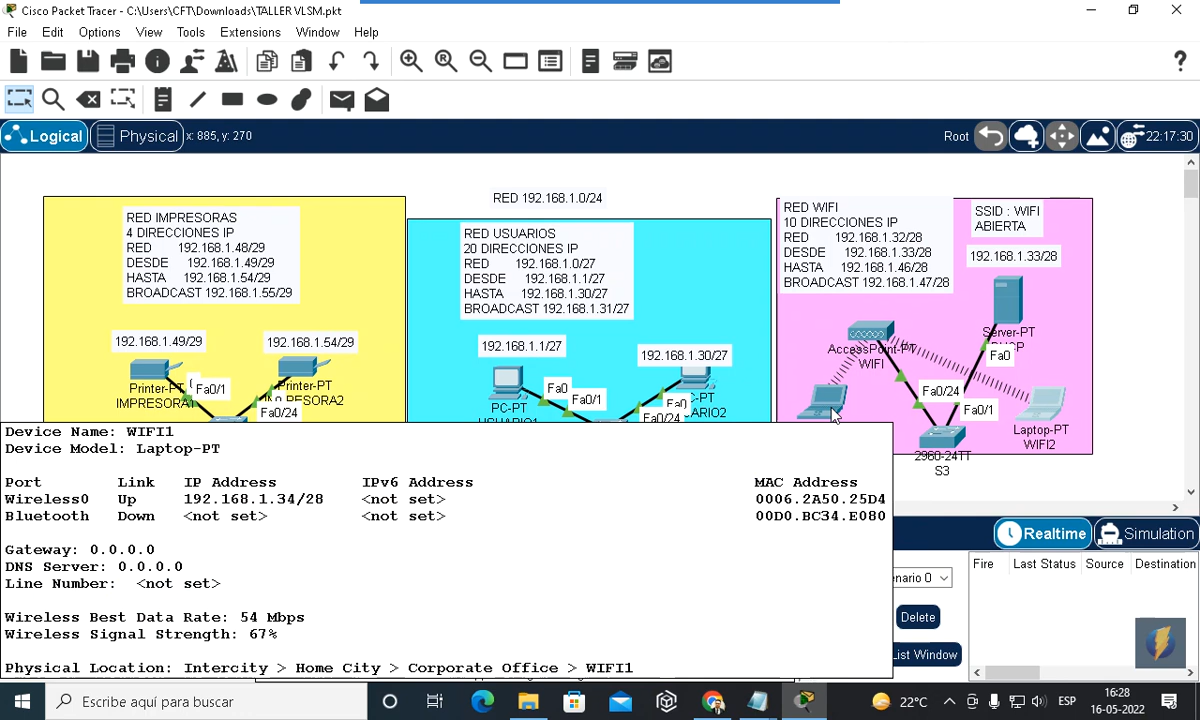 Cisco Packet Tracer - C:\Users\CFT\Downloads\TALLER VLSM.pkt
File Edit Options View Tools Extensions Window Help
Logical Physical x: 885, y: 270 Root 22:17:30
RED 192.168.1.0/24
RED IMPRESORAS
4 DIRECCIONES IP
RED 192.168.1.48/29
DESDE 192.168.1.49/29
HASTA 192.168.1.54/29
BROADCAST 192.168.1.55/29
192.168.1.49/29 192.168.1.54/29
Printer-PT Fa0/1 Printer-PT
IMPRESORA1 Fa0/24
RED USUARIOS
20 DIRECCIONES IP
RED 192.168.1.0/27
DESDE 192.168.1.1/27
HASTA 192.168.1.30/27
BROADCAST 192.168.1.31/27
192.168.1.1/27 192.168.1.30/27
PC-PT Fa0 Fa0/1 Fa0 Fa0/24
RED WIFI
10 DIRECCIONES IP
RED 192.168.1.32/28
DESDE 192.168.1.33/28
HASTA 192.168.1.46/28
BROADCAST 192.168.1.47/28
SSID : WIFI
ABIERTA
192.168.1.33/28
Server-PT
Fa0
AccessPoint-PT
WIFI
Fa0/24
Fa0/1
Laptop-PT
WIFI2
2960-24TT
S3
Device Name: WIFI1
Device Model: Laptop-PT
Port Link IP Address IPv6 Address MAC Address
Wireless0 Up 192.168.1.34/28 <not set> 0006.2A50.25D4
Bluetooth Down <not set> <not set> 00D0.BC34.E080
Gateway: 0.0.0.0
DNS Server: 0.0.0.0
Line Number: <not set>
Wireless Best Data Rate: 54 Mbps
Wireless Signal Strength: 67%
Physical Location: Intercity > Home City > Corporate Office > WIFI1
Realtime Simulation
Fire Last Status Source Destination
Delete
List Window
Escribe aquí para buscar
22°C ESP
16:28
16-05-2022